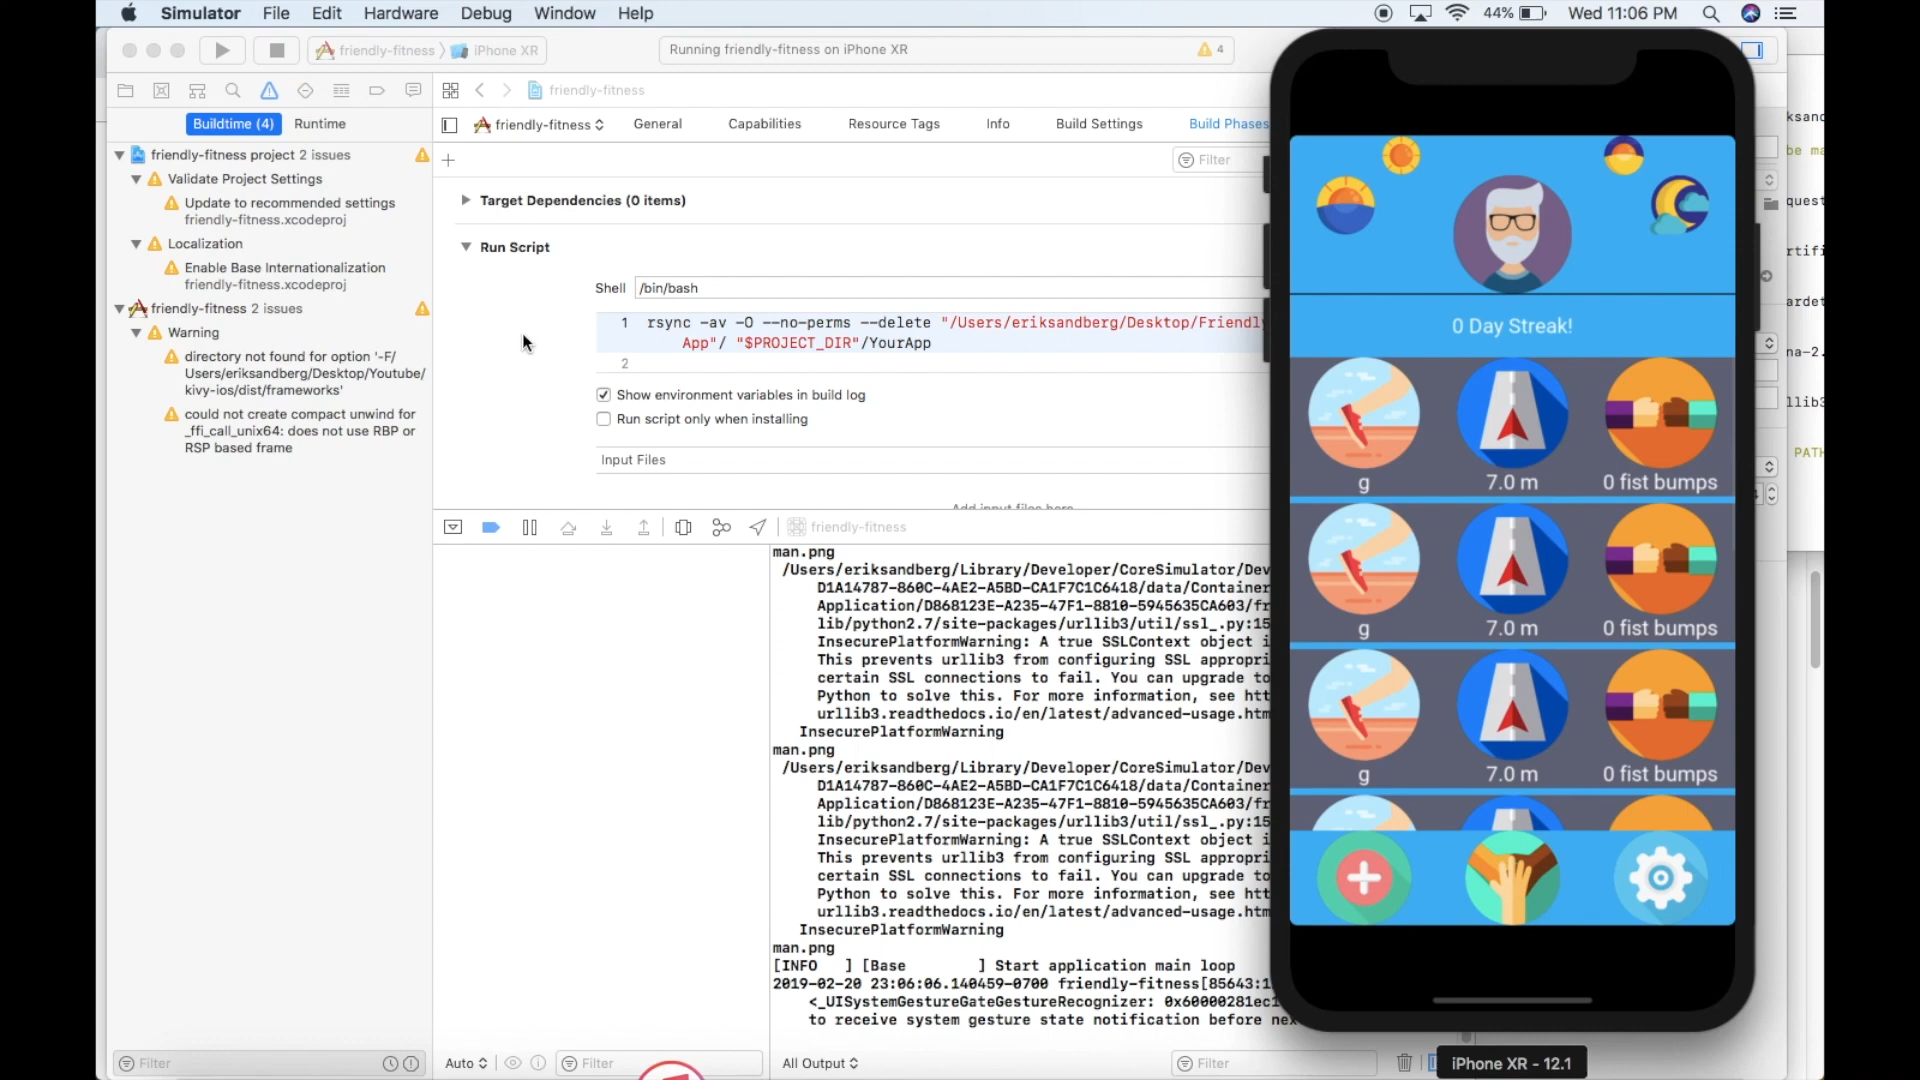 Simulator File Edit Hardware Debug Window Help 44% Wed 11:06 PM
friendly-fitness iPhone XR
Running friendly-fitness on iPhone XR
4
friendly-fitness
Buildtime (4) Runtime
friendly-fitness General Capabilities Resource Tags Info Build Settings Build Phases
friendly-fitness project 2 issues
Validate Project Settings
Update to recommended settings
friendly-fitness.xcodeproj
Localization
Enable Base Internationalization
friendly-fitness.xcodeproj
friendly-fitness 2 issues
Warning
directory not found for option '-F/
Users/eriksandberg/Desktop/Youtube/
kivy-ios/dist/frameworks'
could not create compact unwind for
_ffi_call_unix64: does not use RBP or
RSP based frame
Filter
Filter
Target Dependencies (0 items)
Run Script
Shell /bin/bash
1 rsync -av -O --no-perms --delete "/Users/eriksandberg/Desktop/Friendly
App"/ "$PROJECT_DIR"/YourApp
2
Show environment variables in build log
Run script only when installing
Input Files
Add input files here
friendly-fitness
man.png
/Users/eriksandberg/Library/Developer/CoreSimulator/Dev
D1A14787-860C-4AE2-A5BD-CA1F7C1C6418/data/Container
Application/D868123E-A235-47F1-8810-5945635CA603/fr
lib/python2.7/site-packages/urllib3/util/ssl_.py:15
InsecurePlatformWarning: A true SSLContext object i
This prevents urllib3 from configuring SSL appropri
certain SSL connections to fail. You can upgrade to
Python to solve this. For more information, see htt
urllib3.readthedocs.io/en/latest/advanced-usage.htm
InsecurePlatformWarning
man.png
/Users/eriksandberg/Library/Developer/CoreSimulator/Dev
D1A14787-860C-4AE2-A5BD-CA1F7C1C6418/data/Container
Application/D868123E-A235-47F1-8810-5945635CA603/fr
lib/python2.7/site-packages/urllib3/util/ssl_.py:15
InsecurePlatformWarning: A true SSLContext object i
This prevents urllib3 from configuring SSL appropri
certain SSL connections to fail. You can upgrade to
Python to solve this. For more information, see htt
urllib3.readthedocs.io/en/latest/advanced-usage.htm
InsecurePlatformWarning
man.png
[INFO ] [Base ] Start application main loop
2019-02-20 23:06:06.140459-0700 friendly-fitness[85643:1
<_UISystemGestureGateGestureRecognizer: 0x60000281ec1
to receive system gesture state notification before nex
Auto Filter All Output Filter
0 Day Streak!
g 7.0 m 0 fist bumps
g 7.0 m 0 fist bumps
g 7.0 m 0 fist bumps
iPhone XR - 12.1
ksand
be ma
quest
rtifi
ardet
na-2.
llib3
PATH